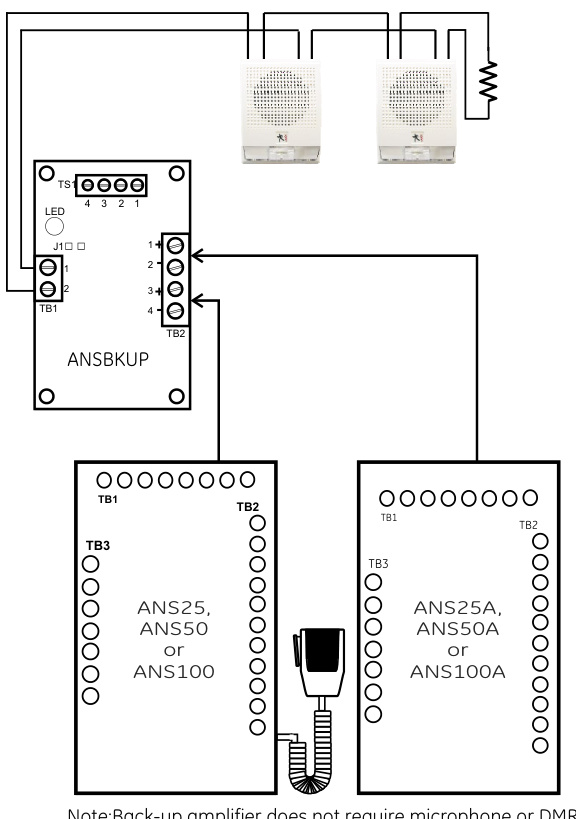 TS1
4 3 2 1
LED
J1
1 +
2 -
3 +
4 -
1
2
TB1
TB2
ANSBKUP
TB1
TB2
TB3
ANS25,
ANS50
or
ANS100
TB1
TB2
TB3
ANS25A,
ANS50A
or
ANS100A
Note:Back-up amplifier does not require microphone or DMR